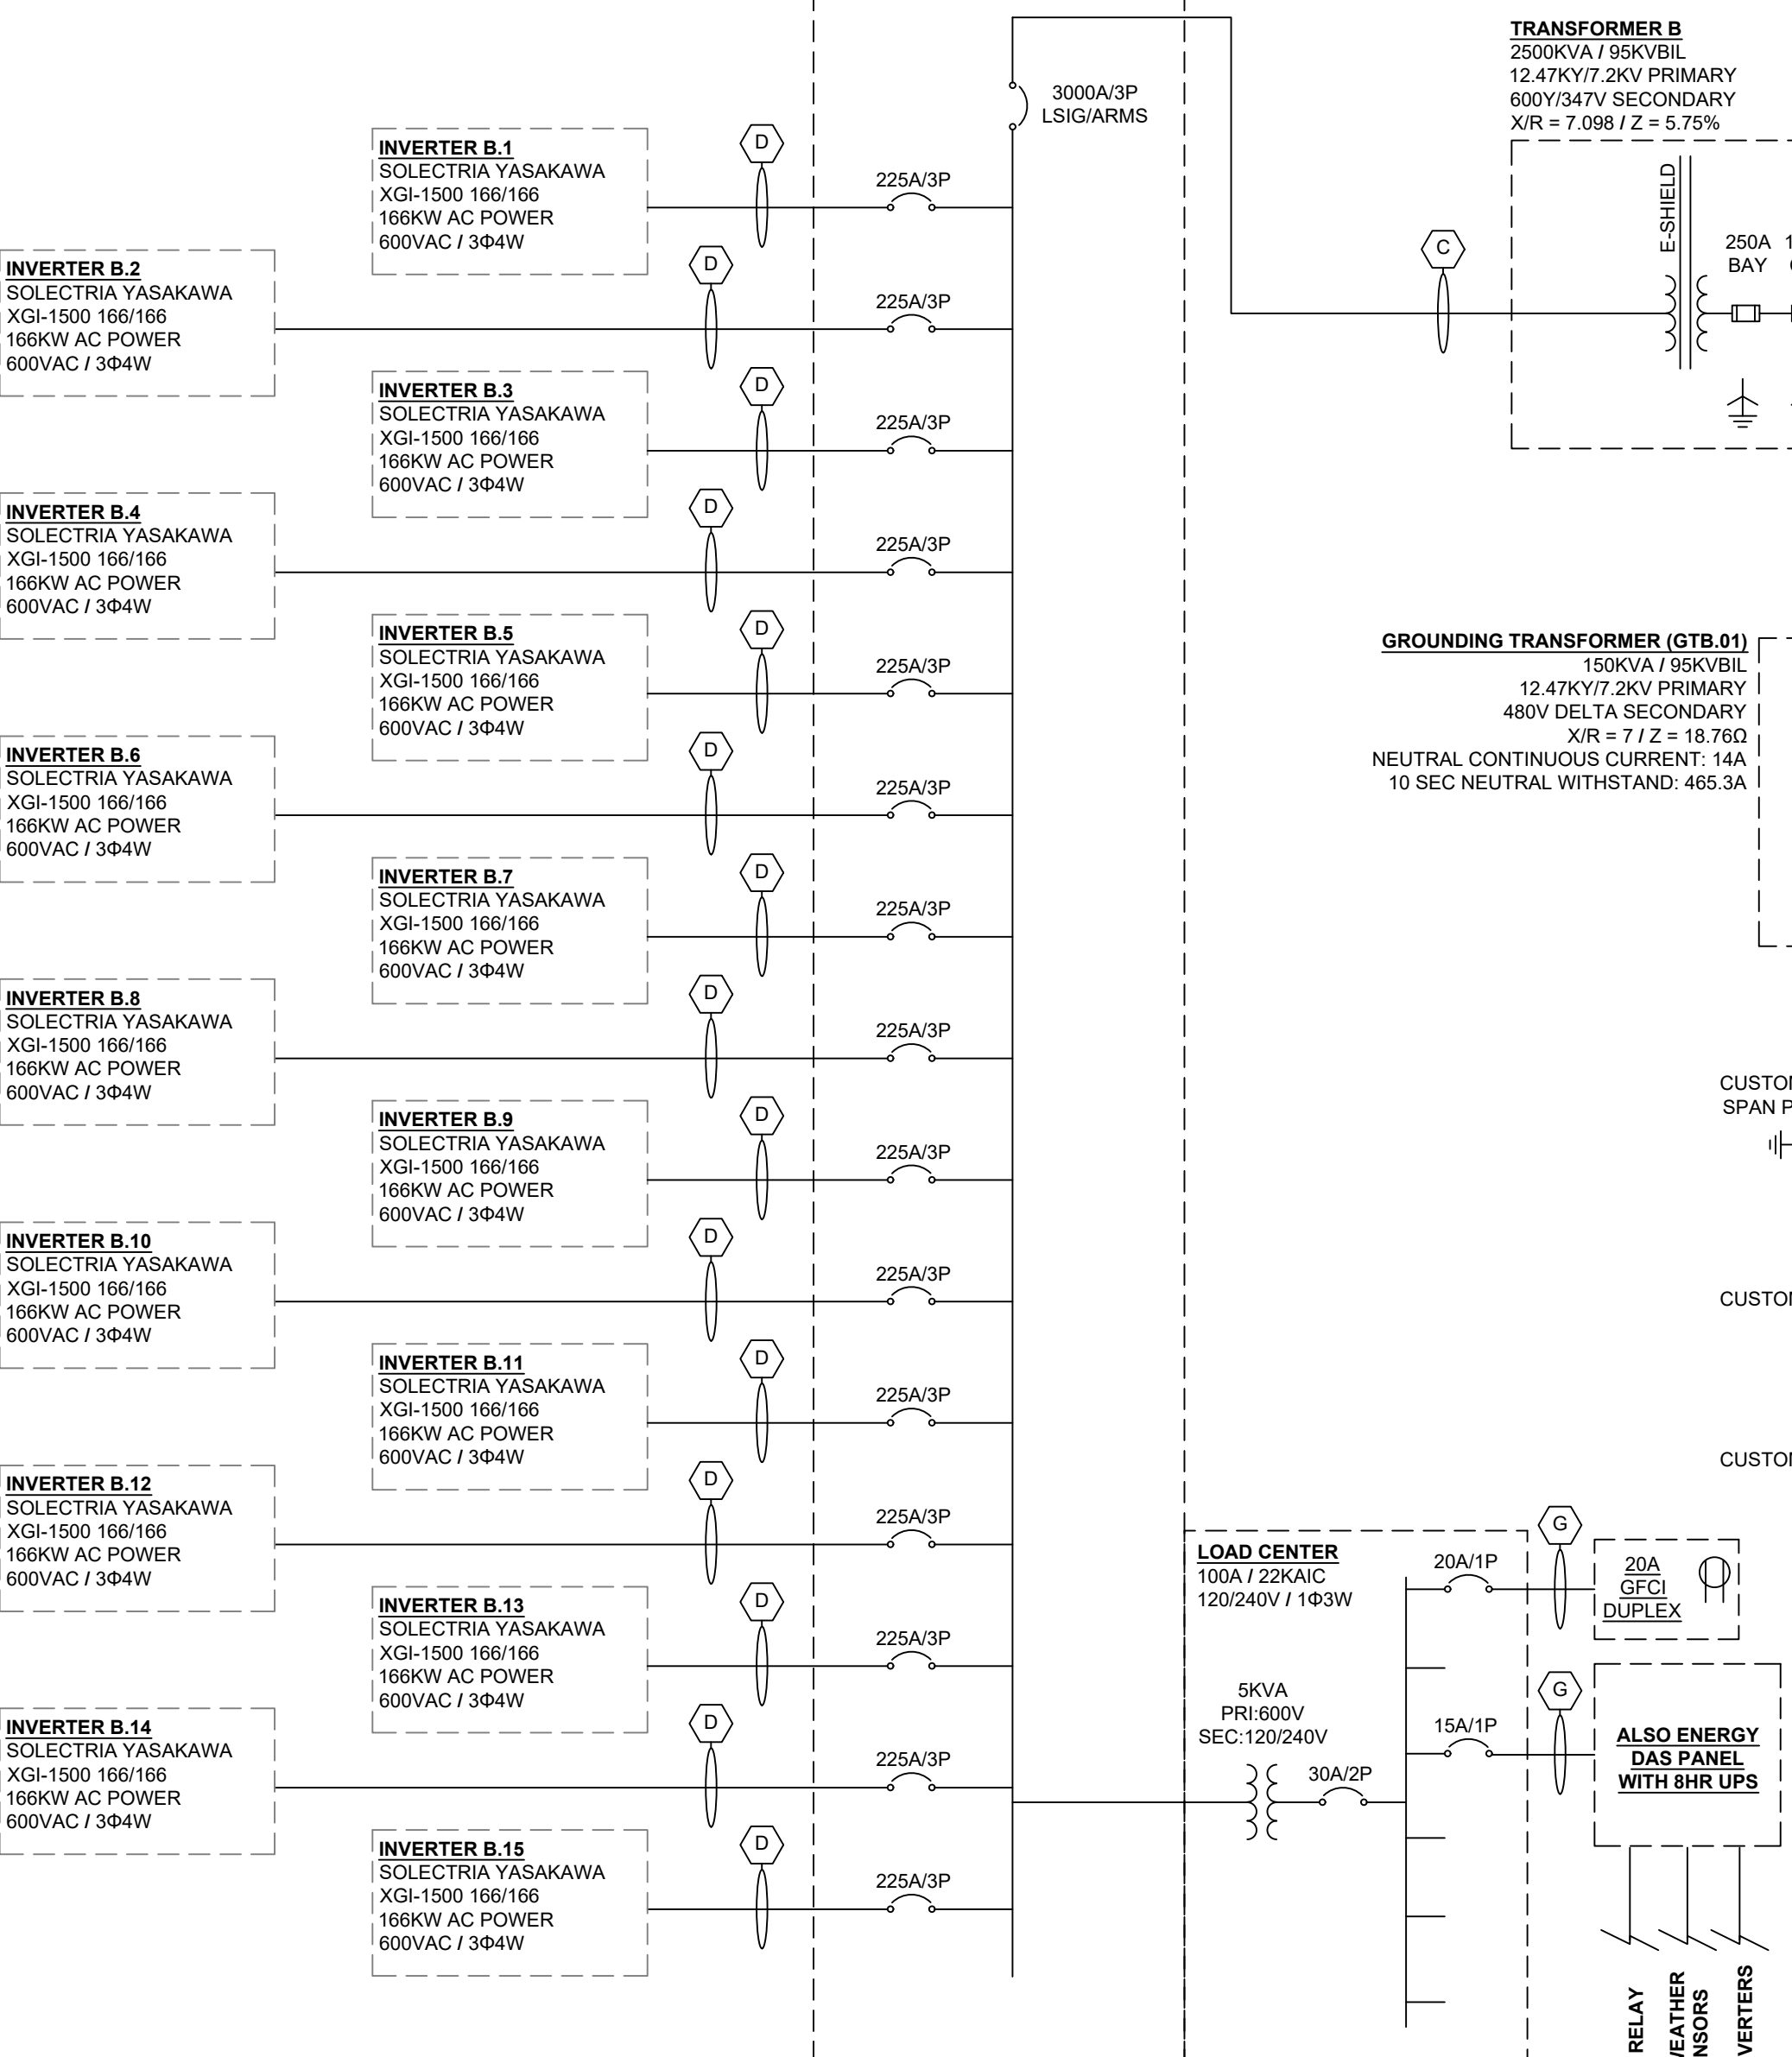 TRANSFORMER B
2500KVA / 95KVBIL
12.47KY/7.2KV PRIMARY
600Y/347V SECONDARY
X/R = 7.098 / Z = 5.75%
E-SHIELD
250A
BAY
3000A/3P
LSIG/ARMS
C
INVERTER B.1
SOLECTRIA YASAKAWA
XGI-1500 166/166
166KW AC POWER
600VAC / 3Φ4W
D
225A/3P
INVERTER B.2
SOLECTRIA YASAKAWA
XGI-1500 166/166
166KW AC POWER
600VAC / 3Φ4W
D
225A/3P
INVERTER B.3
SOLECTRIA YASAKAWA
XGI-1500 166/166
166KW AC POWER
600VAC / 3Φ4W
D
225A/3P
INVERTER B.4
SOLECTRIA YASAKAWA
XGI-1500 166/166
166KW AC POWER
600VAC / 3Φ4W
D
225A/3P
INVERTER B.5
SOLECTRIA YASAKAWA
XGI-1500 166/166
166KW AC POWER
600VAC / 3Φ4W
D
225A/3P
GROUNDING TRANSFORMER (GTB.01)
150KVA / 95KVBIL
12.47KY/7.2KV PRIMARY
480V DELTA SECONDARY
X/R = 7 / Z = 18.76Ω
NEUTRAL CONTINUOUS CURRENT: 14A
10 SEC NEUTRAL WITHSTAND: 465.3A
INVERTER B.6
SOLECTRIA YASAKAWA
XGI-1500 166/166
166KW AC POWER
600VAC / 3Φ4W
D
225A/3P
INVERTER B.7
SOLECTRIA YASAKAWA
XGI-1500 166/166
166KW AC POWER
600VAC / 3Φ4W
D
225A/3P
INVERTER B.8
SOLECTRIA YASAKAWA
XGI-1500 166/166
166KW AC POWER
600VAC / 3Φ4W
D
225A/3P
INVERTER B.9
SOLECTRIA YASAKAWA
XGI-1500 166/166
166KW AC POWER
600VAC / 3Φ4W
D
225A/3P
SPAN
INVERTER B.10
SOLECTRIA YASAKAWA
XGI-1500 166/166
166KW AC POWER
600VAC / 3Φ4W
D
225A/3P
INVERTER B.11
SOLECTRIA YASAKAWA
XGI-1500 166/166
166KW AC POWER
600VAC / 3Φ4W
D
225A/3P
INVERTER B.12
SOLECTRIA YASAKAWA
XGI-1500 166/166
166KW AC POWER
600VAC / 3Φ4W
D
225A/3P
INVERTER B.13
SOLECTRIA YASAKAWA
XGI-1500 166/166
166KW AC POWER
600VAC / 3Φ4W
D
225A/3P
INVERTER B.14
SOLECTRIA YASAKAWA
XGI-1500 166/166
166KW AC POWER
600VAC / 3Φ4W
D
225A/3P
INVERTER B.15
SOLECTRIA YASAKAWA
XGI-1500 166/166
166KW AC POWER
600VAC / 3Φ4W
D
225A/3P
LOAD CENTER
100A / 22KAIC
120/240V / 1Φ3W
5KVA
PRI:600V
SEC:120/240V
30A/2P
20A/1P
G
20A
GFCI
DUPLEX
15A/1P
G
ALSO ENERGY
DAS PANEL
WITH 8HR UPS
RELAY